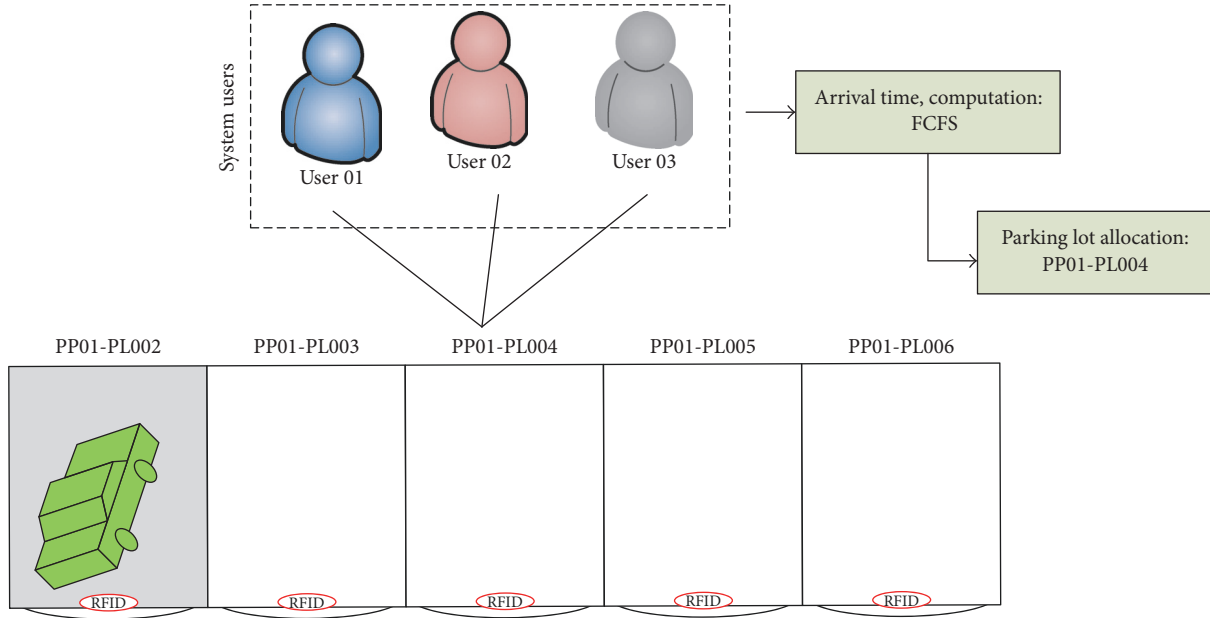 System users
User 01
User 02
User 03
Arrival time, computation:
FCFS
Parking lot allocation:
PP01-PL004
PP01-PL002
PP01-PL003
PP01-PL004
PP01-PL005
PP01-PL006
RFID
RFID
RFID
RFID
RFID